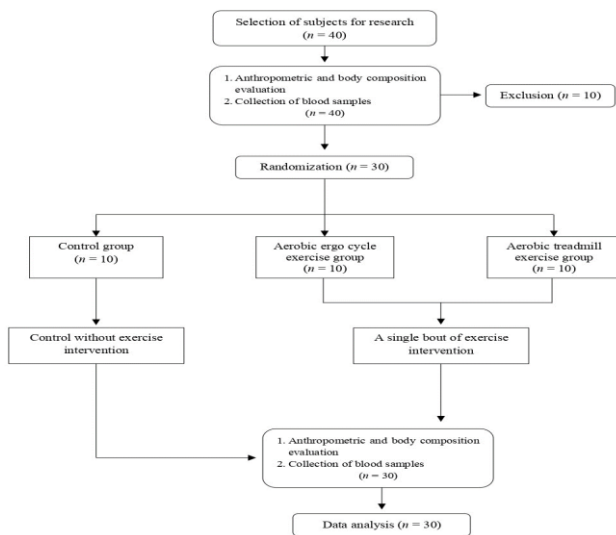 Selection of subjects for research
(n = 40)
1. Anthropometric and body composition
evaluation
2. Collection of blood samples
(n = 40)
Exclusion (n = 10)
Randomization (n = 30)
Control group
(n = 10)
Aerobic ergo cycle
exercise group
(n = 10)
Aerobic treadmill
exercise group
(n = 10)
Control without exercise
intervention
A single bout of exercise
intervention
1. Anthropometric and body composition
evaluation
2. Collection of blood samples
(n = 30)
Data analysis (n = 30)